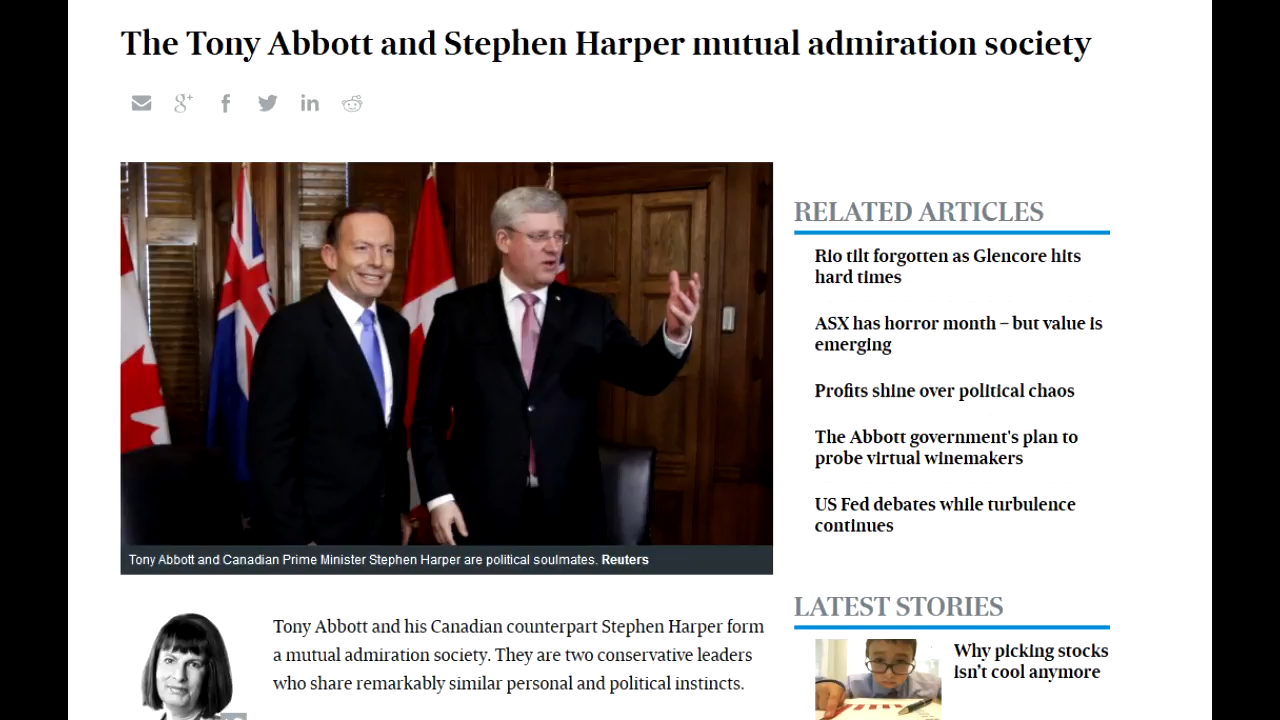 The Tony Abbott and Stephen Harper mutual admiration society
RELATED ARTICLES
Rio tilt forgotten as Glencore hits
hard times
ASX has horror month – but value is
emerging
Profits shine over political chaos
The Abbott government's plan to
probe virtual winemakers
US Fed debates while turbulence
continues
Tony Abbott and Canadian Prime Minister Stephen Harper are political soulmates. Reuters
Tony Abbott and his Canadian counterpart Stephen Harper form
a mutual admiration society. They are two conservative leaders
who share remarkably similar personal and political instincts.
LATEST STORIES
Why picking stocks
isn't cool anymore